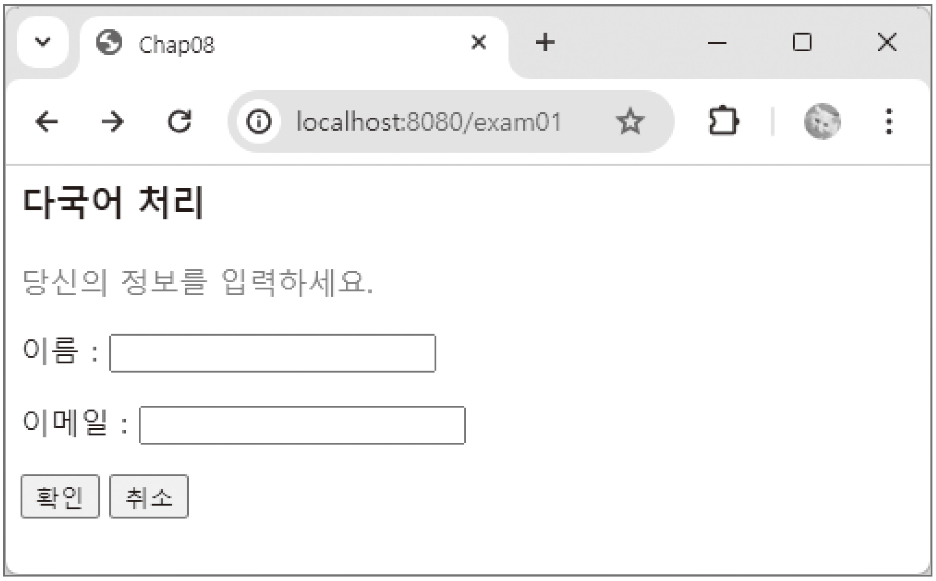 Chap08
localhost:8080/exam01
다국어 처리
당신의 정보를 입력하세요.
이름 :
이메일 :
확인 취소